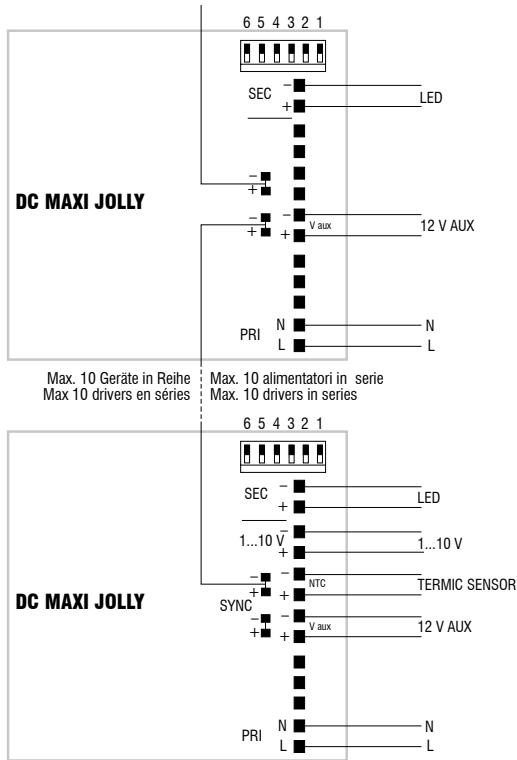 6 5 4 3 2 1
SEC - LED
+
- +
DC MAXI JOLLY
- +
- V aux 12 V AUX
+
PRI N N
L L
Max. 10 Geräte in Reihe Max. 10 alimentatori in serie
Max 10 drivers en séries Max. 10 drivers in series
6 5 4 3 2 1
SEC - LED
+
1...10 V - 1...10 V
+
- + - NTC TERMIC SENSOR
DC MAXI JOLLY SYNC +
- + - V aux 12 V AUX
+
PRI N N
L L